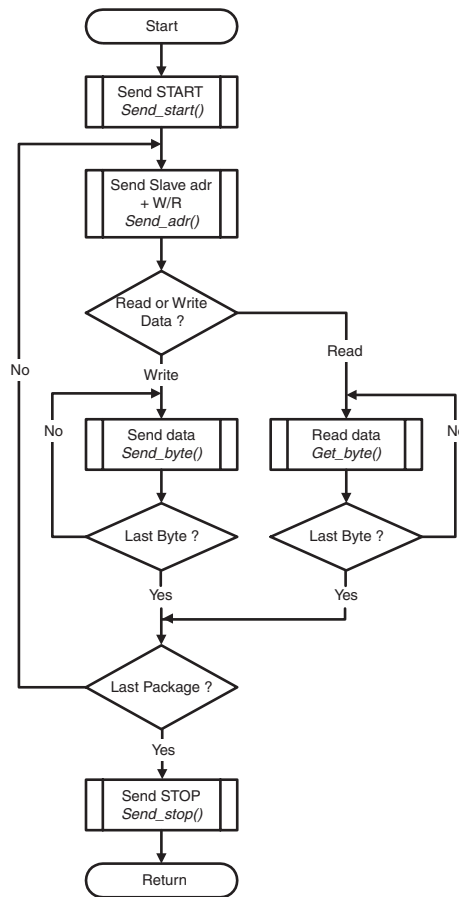 Start
Send START
Send_start()
Send Slave adr
+ W/R
Send_adr()
Read or Write
Data ?
No
Read
Write
No
Send data
Send_byte()
Read data
Get_byte()
Last Byte ?
Last Byte ?
Yes
Yes
Last Package ?
Yes
Send STOP
Send_stop()
Return